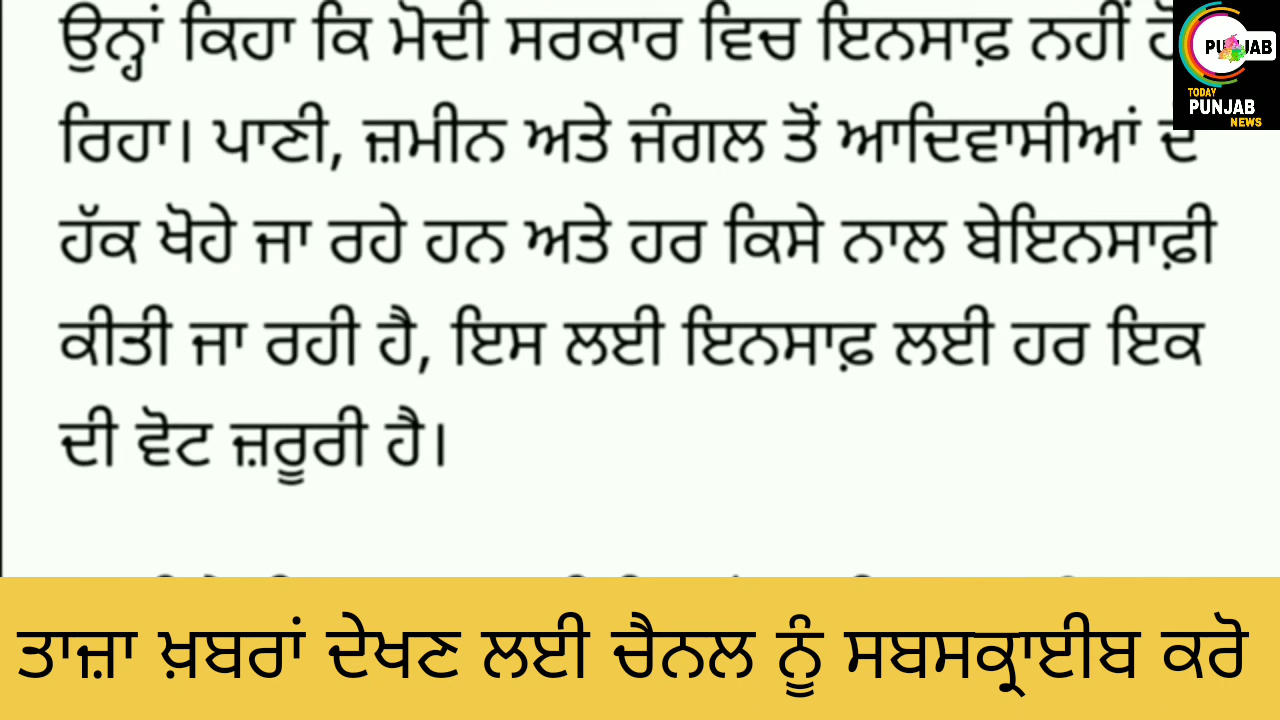 ਉਨ੍ਹਾਂ ਕਿਹਾ ਕਿ ਮੋਦੀ ਸਰਕਾਰ ਵਿਚ ਇਨਸਾਫ਼ ਨਹੀਂ
ਰਿਹਾ। ਪਾਣੀ, ਜ਼ਮੀਨ ਅਤੇ ਜੰਗਲ ਤੋਂ ਆਦਿਵਾਸੀਆਂ
ਹੱਕ ਖੋਹੇ ਜਾ ਰਹੇ ਹਨ ਅਤੇ ਹਰ ਕਿਸੇ ਨਾਲ ਬੇਇਨਸਾਫ਼ੀ
ਕੀਤੀ ਜਾ ਰਹੀ ਹੈ, ਇਸ ਲਈ ਇਨਸਾਫ਼ ਲਈ ਹਰ ਇਕ
ਦੀ ਵੋਟ ਜ਼ਰੂਰੀ ਹੈ।
PUNJAB
TODAY
PUNJAB
NEWS
ਤਾਜ਼ਾ ਖ਼ਬਰਾਂ ਦੇਖਣ ਲਈ ਚੈਨਲ ਨੂੰ ਸਬਸਕ੍ਰਾਈਬ ਕਰੋ